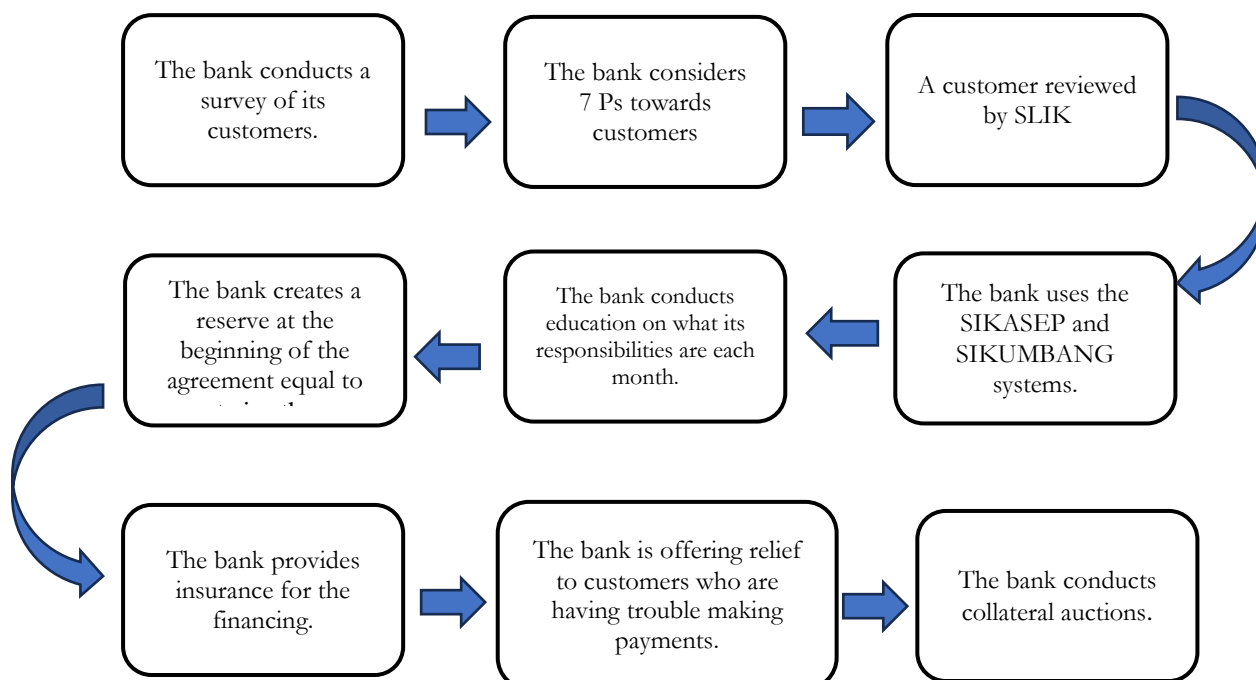 The bank conducts a
survey of its
customers.
The bank considers
7 Ps towards
customers
A customer reviewed
by SLIK
The bank uses the
SIKASEP and
SIKUMBANG
systems.
The bank conducts
education on what its
responsibilities are each
month.
The bank creates a
reserve at the
beginning of the
agreement equal to
The bank provides
insurance for the
financing.
The bank is offering relief
to customers who are
having trouble making
payments.
The bank conducts
collateral auctions.